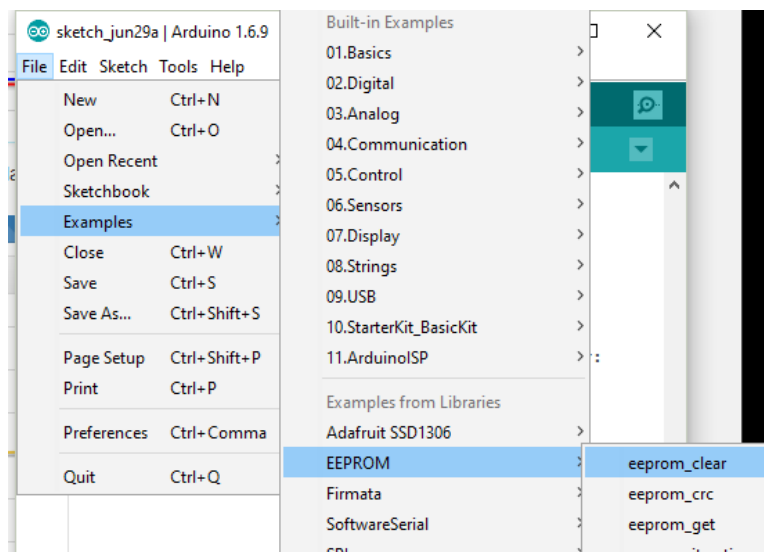 sketch_jun29a | Arduino 1.6.9
File Edit Sketch Tools Help
New Ctrl+N
Open... Ctrl+O
Open Recent
Sketchbook
Examples
Close Ctrl+W
Save Ctrl+S
Save As... Ctrl+Shift+S
Page Setup Ctrl+Shift+P
Print Ctrl+P
Preferences Ctrl+Comma
Quit Ctrl+Q
Built-in Examples
01.Basics
02.Digital
03.Analog
04.Communication
05.Control
06.Sensors
07.Display
08.Strings
09.USB
10.StarterKit_BasicKit
11.ArduinoISP
Examples from Libraries
Adafruit SSD1306
EEPROM
Firmata
SoftwareSerial
eeprom_clear
eeprom_crc
eeprom_get